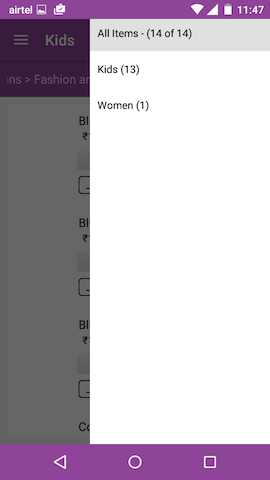 airtel 11:47
Kids
ons > Fashion an
All Items - (14 of 14)
Kids (13)
Women (1)
Bl
₹
Bl
₹
Bl
₹
Co